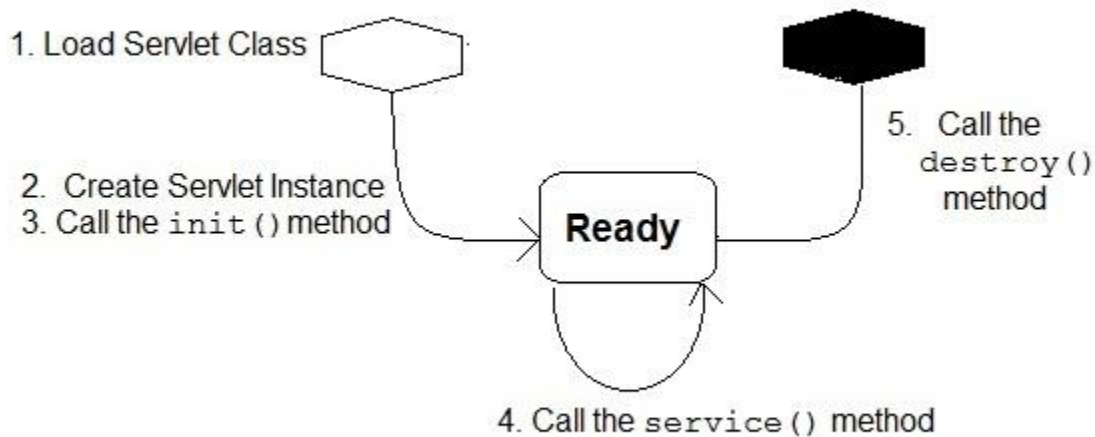 1. Load Servlet Class
2. Create Servlet Instance
3. Call the init() method
Ready
4. Call the service() method
5. Call the
destroy()
method